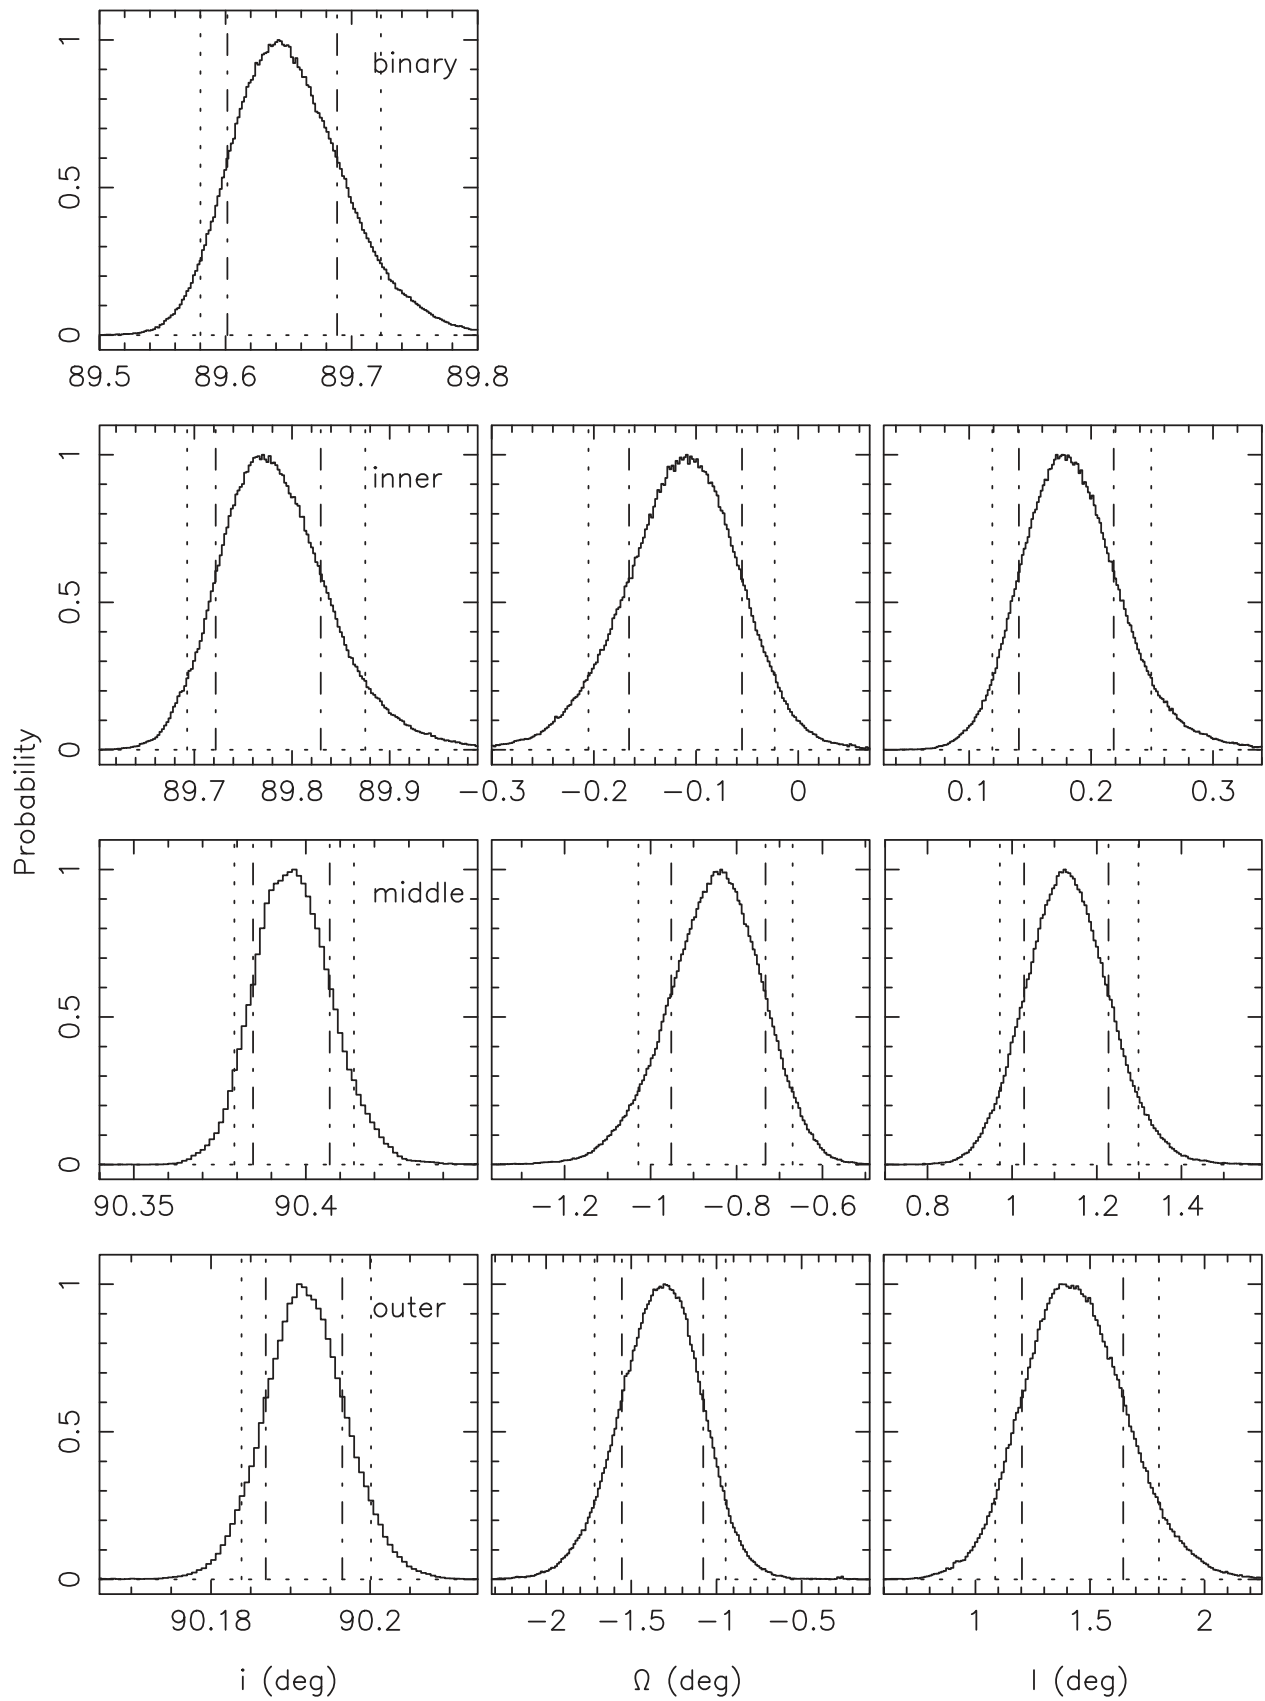 binary
1
0.5
0
89.5 89.6 89.7 89.8
inner
1
0.5
0
89.7 89.8 89.9 −0.3 −0.2 −0.1 0 0.1 0.2 0.3
Probability
middle
1
0.5
0
90.35 90.4 −1.2 −1 −0.8 −0.6 0.8 1 1.2 1.4
outer
1
0.5
0
90.18 90.2 −2 −1.5 −1 −0.5 1 1.5 2
i (deg) Ω (deg) I (deg)